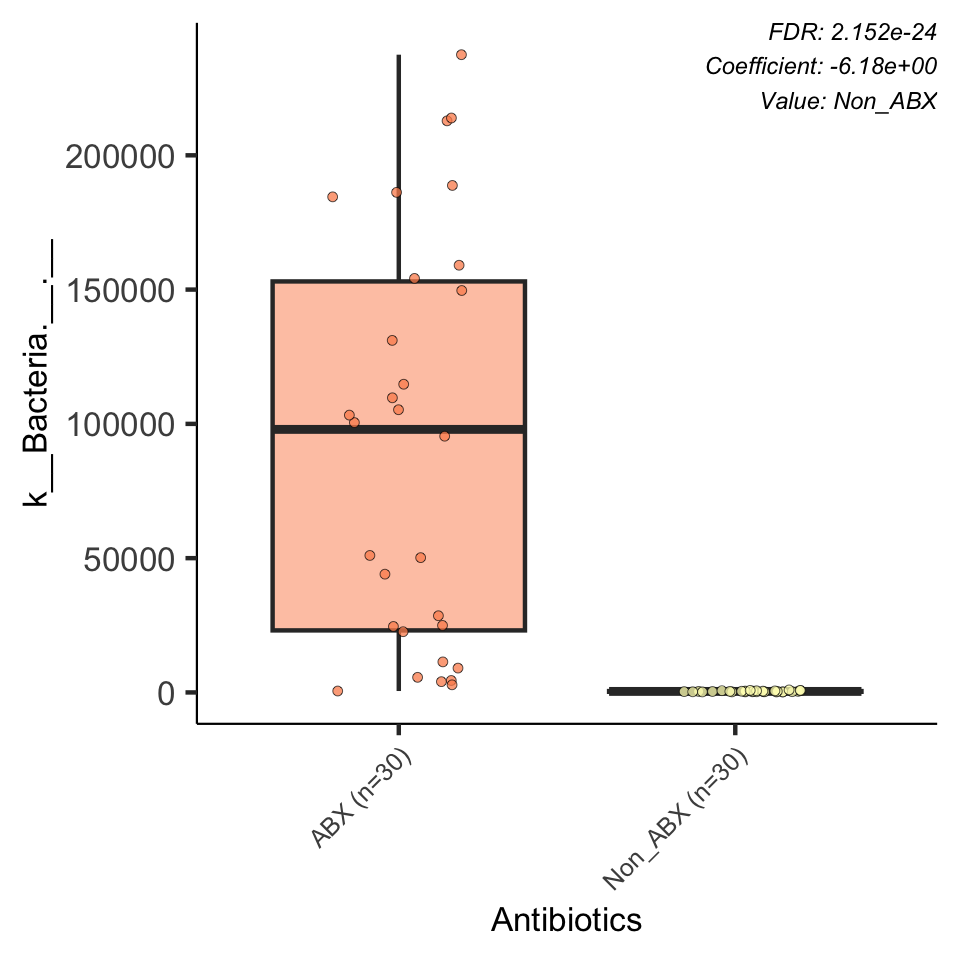 FDR: 2.152e-24
Coefficient: -6.18e+00
Value: Non_ABX
k__Bacteria.__.__
200000
150000
100000
50000
0
ABX (n=30)
Non_ABX (n=30)
Antibiotics